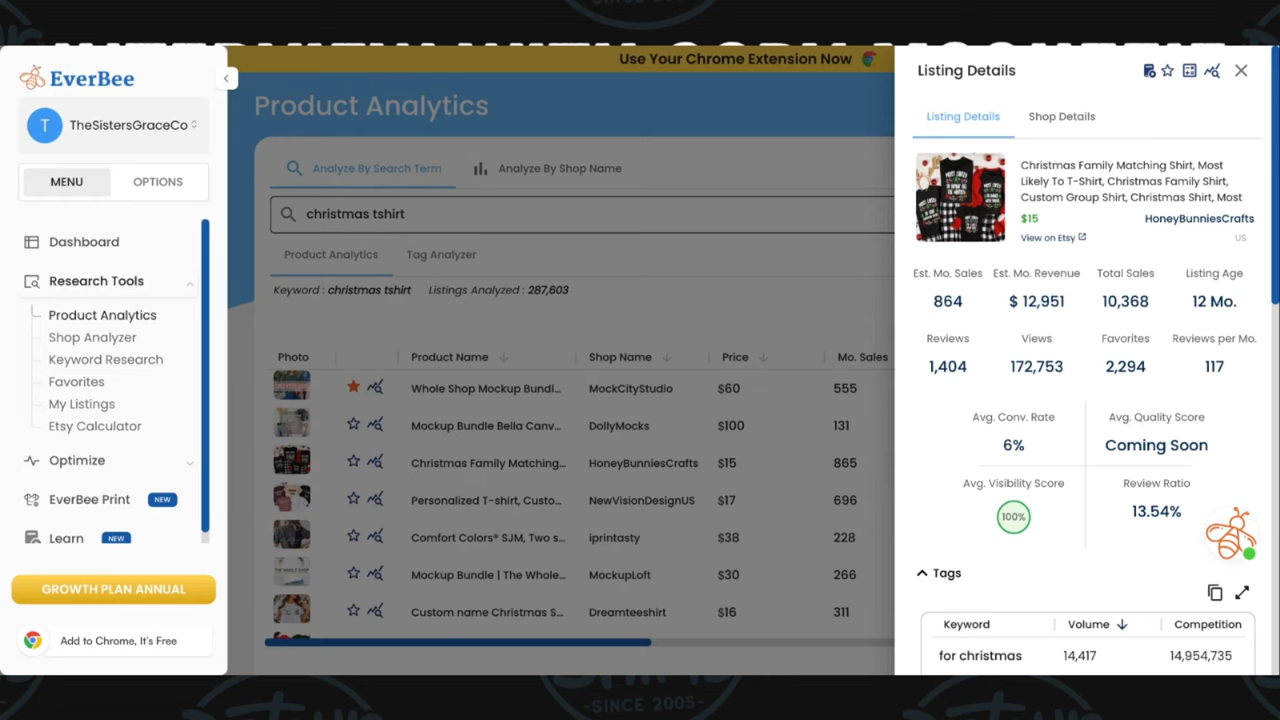 EverBee
Use Your Chrome Extension Now
T TheSistersGraceCo
MENU OPTIONS
Dashboard
Research Tools
Product Analytics
Shop Analyzer
Keyword Research
Favorites
My Listings
Etsy Calculator
Optimize
EverBee Print NEW
Learn NEW
GROWTH PLAN ANNUAL
Add to Chrome, It's Free
Product Analytics
Analyze By Search Term Analyze By Shop Name
christmas tshirt
Product Analytics Tag Analyzer
Keyword : christmas tshirt Listings Analyzed : 287,603
Photo Product Name Shop Name Price Mo. Sales
Whole Shop Mockup Bundl... MockCityStudio $60 555
Mockup Bundle Bella Canv... DollyMocks $100 131
Christmas Family Matching... HoneyBunniesCrafts $15 865
Personalized T-shirt, Custo... NewVisionDesignUS $17 696
Comfort Colors® SJM, Two s... iprintasty $38 228
Mockup Bundle | The Whole... MockupLoft $30 266
Custom name Christmas S... Dreamteeshirt $16 311
Listing Details
Listing Details Shop Details
Christmas Family Matching Shirt, Most
Likely To T-Shirt, Christmas Family Shirt,
Custom Group Shirt, Christmas Shirt, Most
$15 HoneyBunniesCrafts
View on Etsy US
Est. Mo. Sales Est. Mo. Revenue Total Sales Listing Age
864 $ 12,951 10,368 12 Mo.
Reviews Views Favorites Reviews per Mo.
1,404 172,753 2,294 117
Avg. Conv. Rate Avg. Quality Score
6% Coming Soon
Avg. Visibility Score Review Ratio
100% 13.54%
Tags
Keyword Volume Competition
for christmas 14,417 14,954,735
-SINCE 2005-